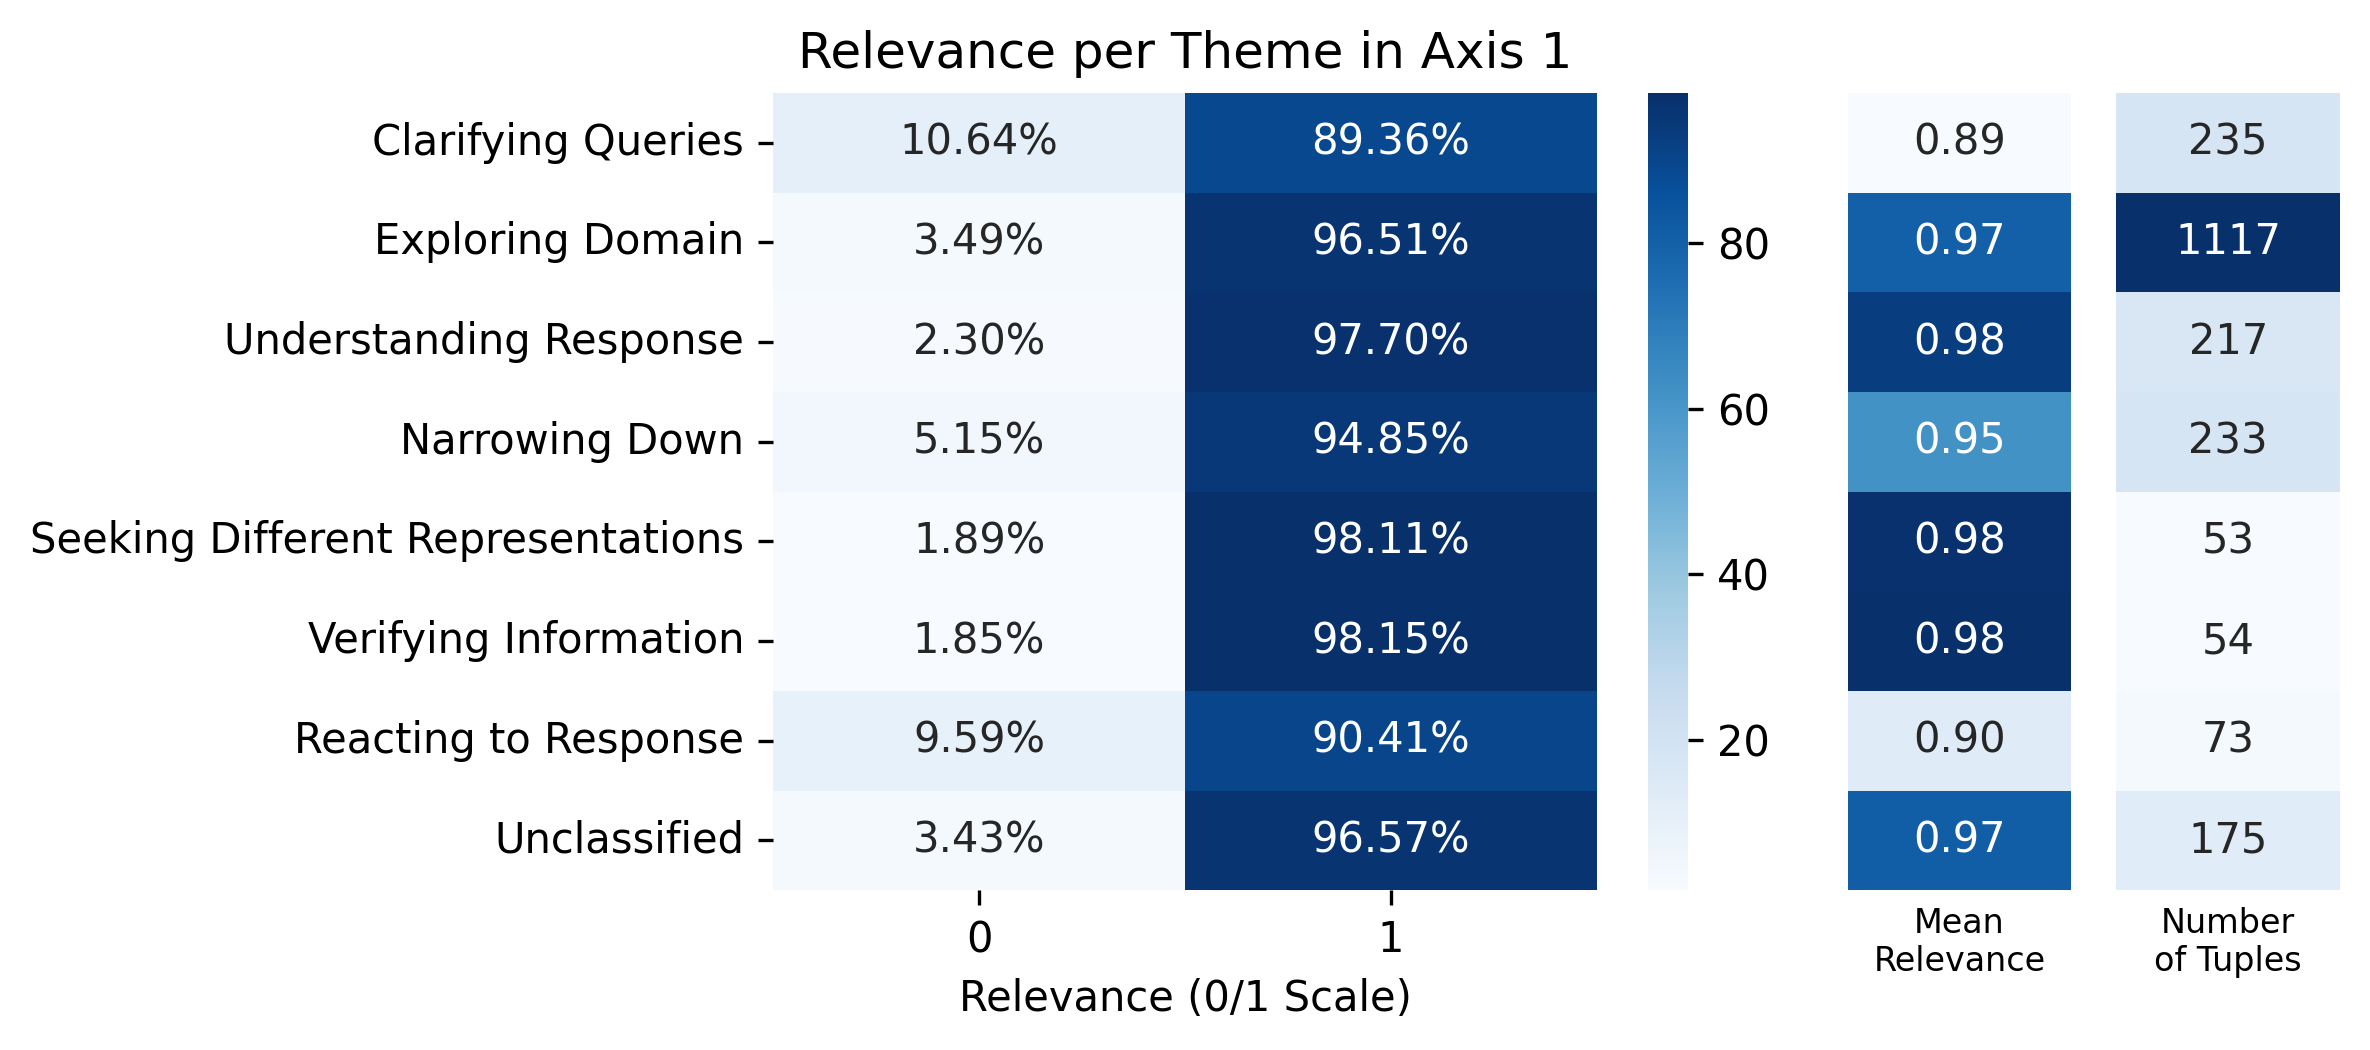 Relevance per Theme in Axis 1
Clarifying Queries 10.64% 89.36% 0.89 235
Exploring Domain 3.49% 96.51% 80 0.97 1117
Understanding Response 2.30% 97.70% 0.98 217
60
Narrowing Down 5.15% 94.85% 0.95 233
Seeking Different Representations 1.89% 98.11% 0.98 53
40
Verifying Information 1.85% 98.15% 0.98 54
Reacting to Response 9.59% 90.41% 20 0.90 73
Unclassified 3.43% 96.57% 0.97 175
0 1
Mean
Relevance
Number
of Tuples
Relevance (0/1 Scale)